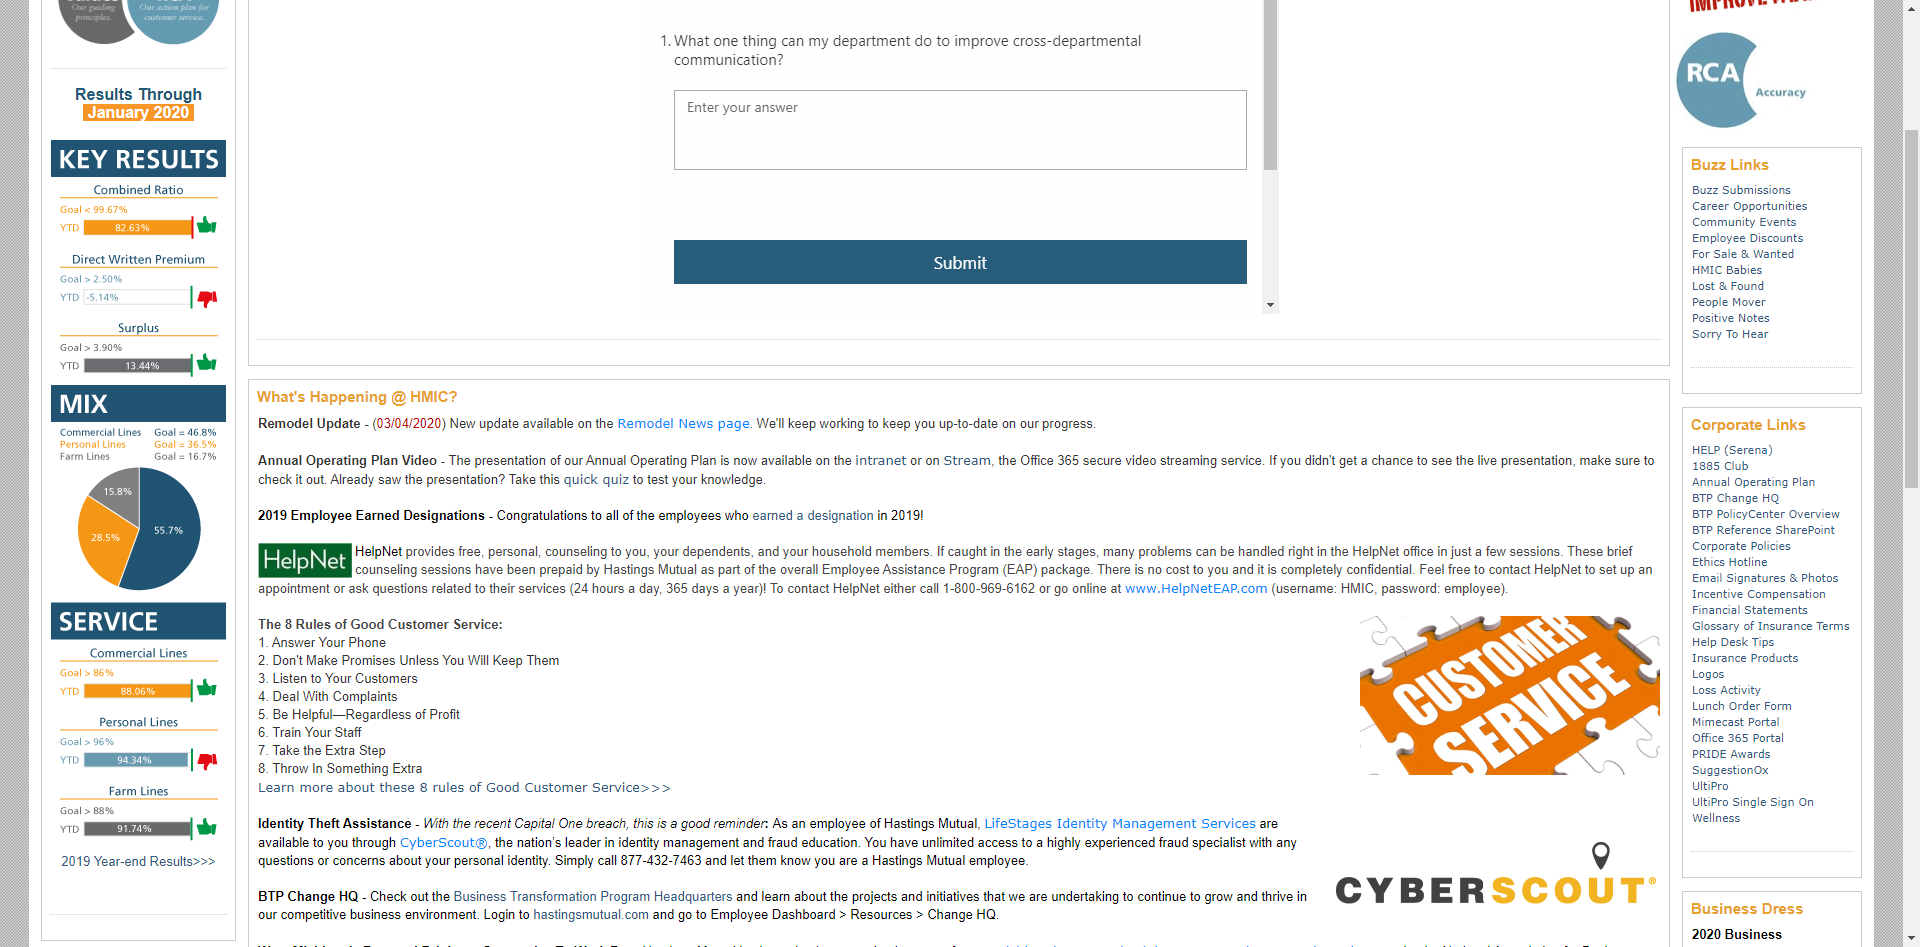 Our guiding
principles.
Our action plan for
customer service.
Results Through
January 2020
KEY RESULTS
Combined Ratio
Goal < 99.67%
YTD 82.63%
Direct Written Premium
Goal > 2.50%
YTD -5.14%
Surplus
Goal > 3.90%
YTD 13.44%
MIX
Commercial Lines Goal = 46.8%
Personal Lines Goal = 36.5%
Farm Lines Goal = 16.7%
15.8%
55.7%
28.5%
SERVICE
Commercial Lines
Goal > 86%
YTD 88.06%
Personal Lines
Goal > 96%
YTD 94.34%
Farm Lines
Goal > 88%
YTD 91.74%
2019 Year-end Results>>>
1. What one thing can my department do to improve cross-departmental
communication?
Enter your answer
Submit
What's Happening @ HMIC?
Remodel Update - (03/04/2020) New update available on the Remodel News page. We'll keep working to keep you up-to-date on our progress.
Annual Operating Plan Video - The presentation of our Annual Operating Plan is now available on the intranet or on Stream, the Office 365 secure video streaming service. If you didn't get a chance to see the live presentation, make sure to
check it out. Already saw the presentation? Take this quick quiz to test your knowledge.
2019 Employee Earned Designations - Congratulations to all of the employees who earned a designation in 2019!
HelpNet HelpNet provides free, personal, counseling to you, your dependents, and your household members. If caught in the early stages, many problems can be handled right in the HelpNet office in just a few sessions. These brief
counseling sessions have been prepaid by Hastings Mutual as part of the overall Employee Assistance Program (EAP) package. There is no cost to you and it is completely confidential. Feel free to contact HelpNet to set up an
appointment or ask questions related to their services (24 hours a day, 365 days a year)! To contact HelpNet either call 1-800-969-6162 or go online at www.HelpNetEAP.com (username: HMIC, password: employee).
The 8 Rules of Good Customer Service:
1. Answer Your Phone
2. Don't Make Promises Unless You Will Keep Them
3. Listen to Your Customers
4. Deal With Complaints
5. Be Helpful—Regardless of Profit
6. Train Your Staff
7. Take the Extra Step
8. Throw In Something Extra
Learn more about these 8 rules of Good Customer Service>>>
CUSTOMER
SERVICE
Identity Theft Assistance - With the recent Capital One breach, this is a good reminder: As an employee of Hastings Mutual, LifeStages Identity Management Services are
available to you through CyberScout®, the nation's leader in identity management and fraud education. You have unlimited access to a highly experienced fraud specialist with any
questions or concerns about your personal identity. Simply call 877-432-7463 and let them know you are a Hastings Mutual employee.
CYBERSCOUT®
BTP Change HQ - Check out the Business Transformation Program Headquarters and learn about the projects and initiatives that we are undertaking to continue to grow and thrive in
our competitive business environment. Login to hastingsmutual.com and go to Employee Dashboard > Resources > Change HQ.
RCA
Accuracy
Buzz Links
Buzz Submissions
Career Opportunities
Community Events
Employee Discounts
For Sale & Wanted
HMIC Babies
Lost & Found
People Mover
Positive Notes
Sorry To Hear
Corporate Links
HELP (Serena)
1885 Club
Annual Operating Plan
BTP Change HQ
BTP PolicyCenter Overview
BTP Reference SharePoint
Corporate Policies
Ethics Hotline
Email Signatures & Photos
Incentive Compensation
Financial Statements
Glossary of Insurance Terms
Help Desk Tips
Insurance Products
Logos
Loss Activity
Lunch Order Form
Mimecast Portal
Office 365 Portal
PRIDE Awards
SuggestionOx
UltiPro
UltiPro Single Sign On
Wellness
Business Dress
2020 Business